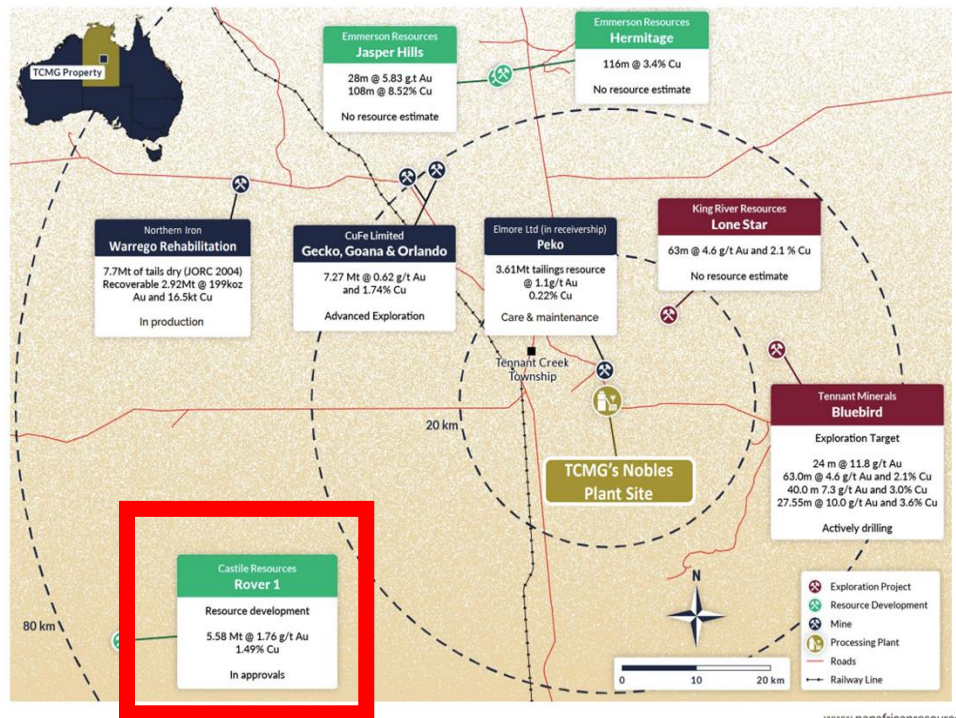 TCMG Property
Emmerson Resources
Jasper Hills
28m @ 5.83 g.t Au
108m @ 8.52% Cu
No resource estimate
Emmerson Resources
Hermitage
116m @ 3.4% Cu
No resource estimate
Northern Iron
Warrego Rehabilitation
7.7Mt of tails dry (JORC 2004)
Recoverable 2.92Mt @ 199koz
Au and 16.5kt Cu
In production
CuFe Limited
Gecko, Goana & Orlando
7.27 Mt @ 0.62 g/t Au
and 1.74% Cu
Advanced Exploration
Elmore Ltd (in receivership)
Peko
3.61Mt tailings resource
@ 1.1g/t Au
0.22% Cu
Care & maintenance
King River Resources
Lone Star
63m @ 4.6 g/t Au and 2.1 % Cu
No resource estimate
Tennant Creek
Township
20 km
TCMG's Nobles
Plant Site
Tennant Minerals
Bluebird
Exploration Target
24 m @ 11.8 g/t Au
63.0m @ 4.6 g/t Au and 2.1% Cu
40.0 m 7.3 g/t Au and 3.0% Cu
27.55m @ 10.0 g/t Au and 3.6% Cu
Actively drilling
Castile Resources
Rover 1
Resource development
5.58 Mt @ 1.76 g/t Au
1.49% Cu
In approvals
80 km
N
0 10 20 km
Exploration Project
Resource Development
Mine
Processing Plant
Roads
Railway Line